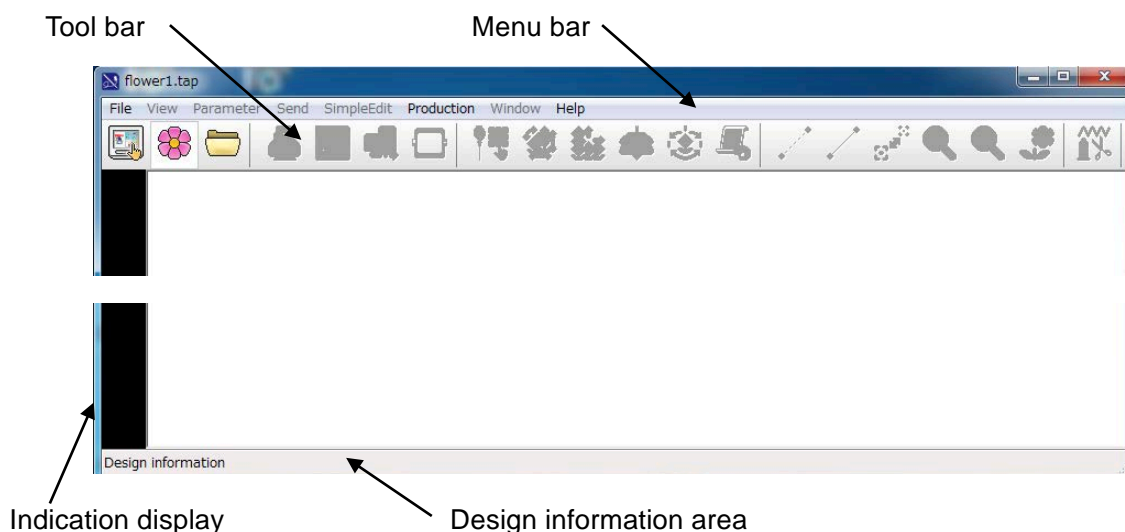 Tool bar Menu bar
flower1.tap
File View Parameter Send SimpleEdit Production Window Help
Design information
Indication display Design information area